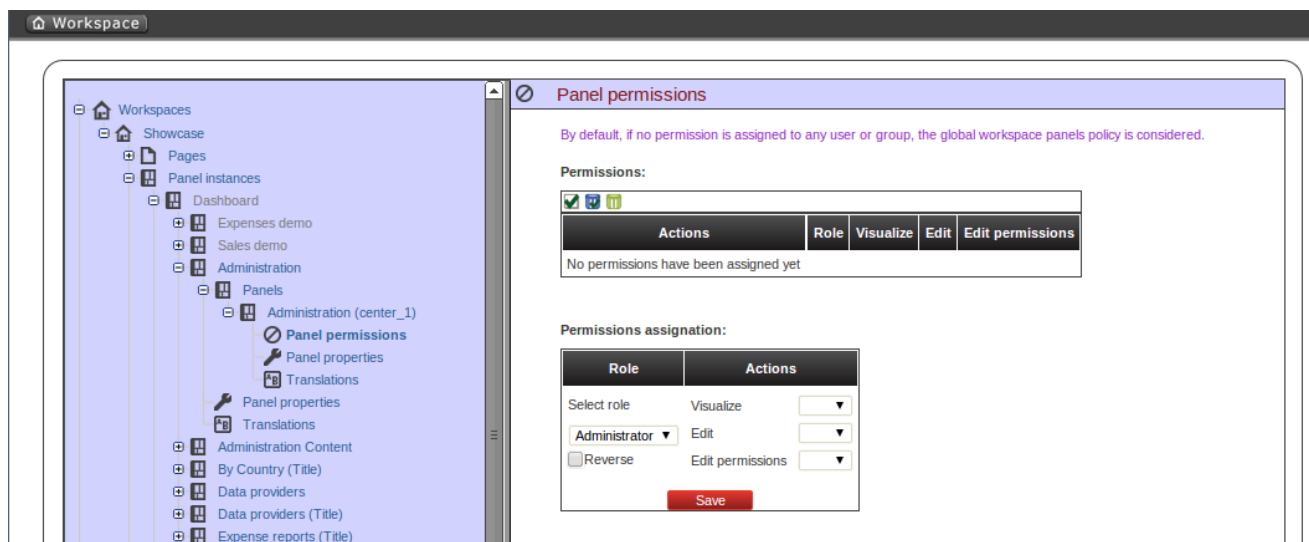 Workspace
Workspaces
Showcase
Pages
Panel instances
Dashboard
Expenses demo
Sales demo
Administration
Panels
Administration (center_1)
Panel permissions
Panel properties
Translations
Panel properties
Translations
Administration Content
By Country (Title)
Data providers
Data providers (Title)
Expense reports (Title)
Panel permissions
By default, if no permission is assigned to any user or group, the global workspace panels policy is considered.
Permissions:
Actions Role Visualize Edit Edit permissions
No permissions have been assigned yet
Permissions assignation:
Role Actions
Select role Visualize
Administrator Edit
Reverse Edit permissions
Save